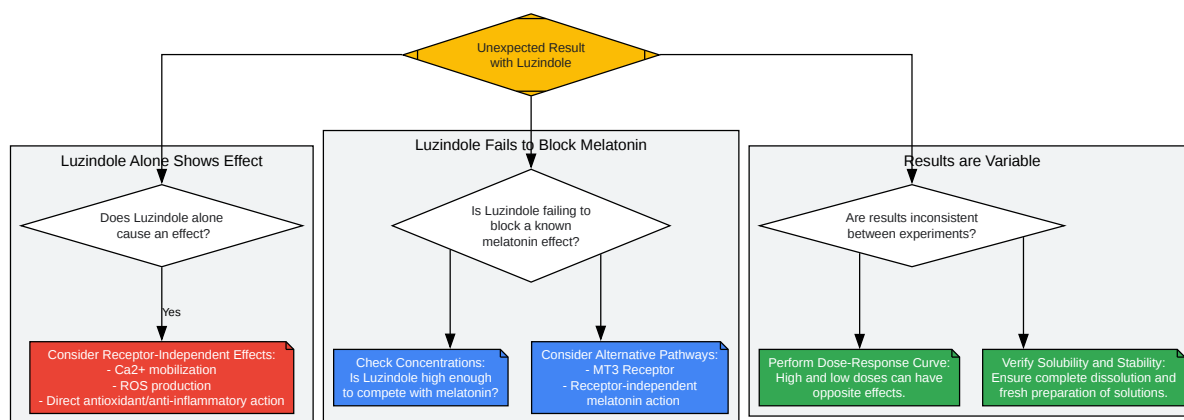 Unexpected Result
with Luzindole
Luzindole Alone Shows Effect
Does Luzindole alone
cause an effect?
Yes
Consider Receptor-Independent Effects:
- Ca2+ mobilization
- ROS production
- Direct antioxidant/anti-inflammatory action
Luzindole Fails to Block Melatonin
Is Luzindole failing to
block a known
melatonin effect?
Check Concentrations:
Is Luzindole high enough
to compete with melatonin?
Consider Alternative Pathways:
- MT3 Receptor
- Receptor-independent
melatonin action
Results are Variable
Are results inconsistent
between experiments?
Perform Dose-Response Curve:
High and low doses can have
opposite effects.
Verify Solubility and Stability:
Ensure complete dissolution and
fresh preparation of solutions.